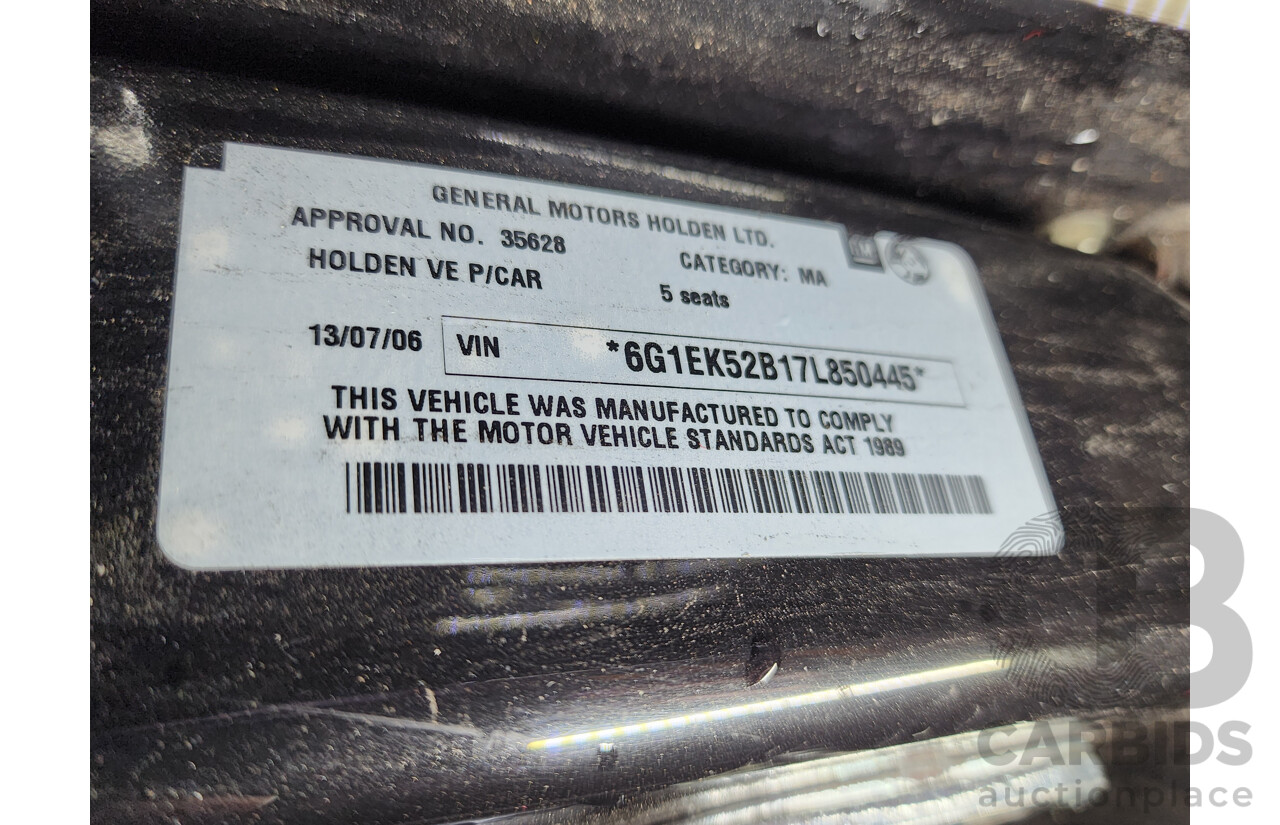 GENERAL MOTORS HOLDEN LTD.
APPROVAL NO. 35628
CATEGORY: MA
HOLDEN VE P/CAR
5 seats
13/07/06 VIN *6G1EK52B17L850445*
THIS VEHICLE WAS MANUFACTURED TO COMPLY
WITH THE MOTOR VEHICLE STANDARDS ACT 1989
B
CARBIDS
auctionplace